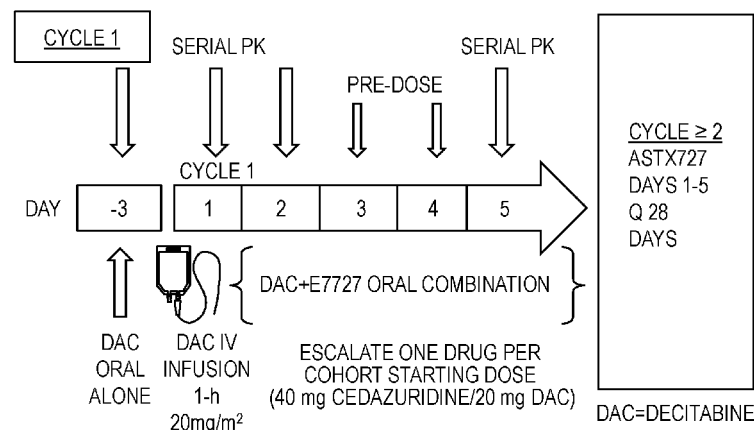 CYCLE 1
SERIAL PK
SERIAL PK
PRE-DOSE
CYCLE 1
DAY
-3
1
2
3
4
5
DAC+E7727 ORAL COMBINATION
DAC
ORAL
ALONE
DAC IV
INFUSION
1-h
20mg/m²
ESCALATE ONE DRUG PER
COHORT STARTING DOSE
(40 mg CEDAZURIDINE/20 mg DAC)
CYCLE ≥ 2
ASTX727
DAYS 1-5
Q 28
DAYS
DAC=DECITABINE